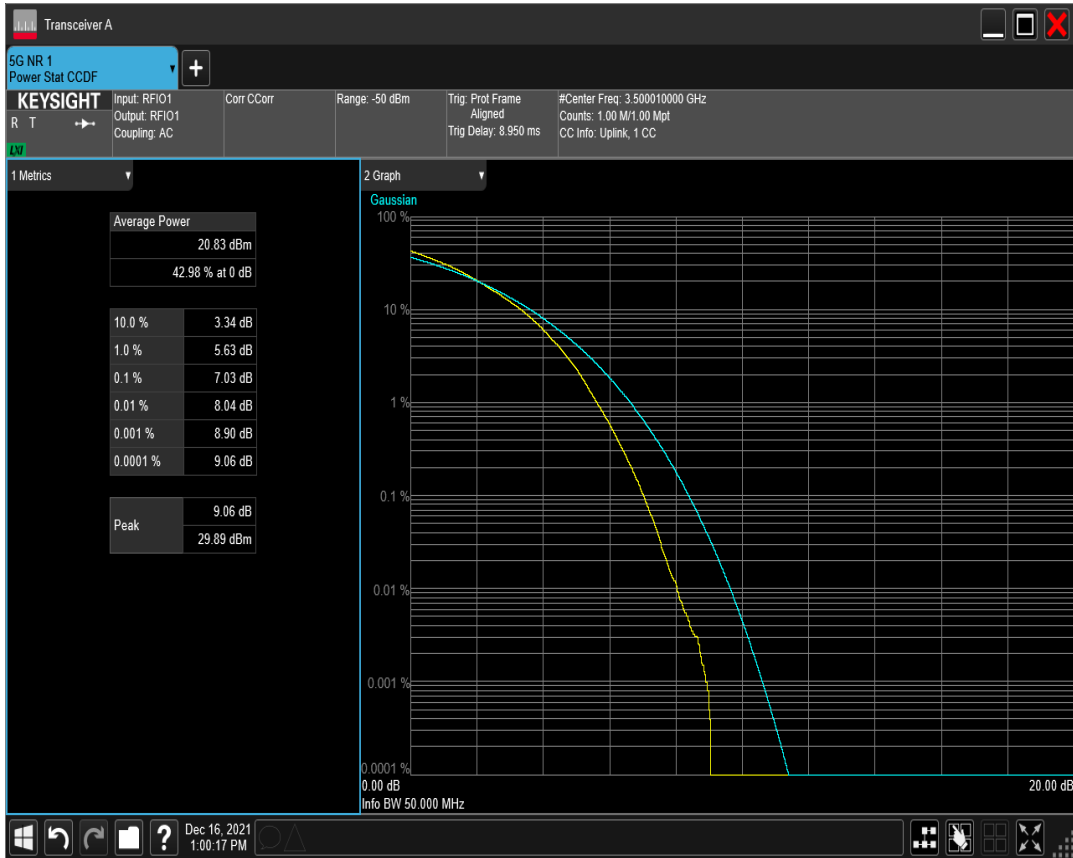 Transceiver A
5G NR 1
Power Stat CCDF
KEYSIGHT
R T
LXI
Input: RFIO1
Output: RFIO1
Coupling: AC
Corr CCorr
Range: -50 dBm
Trig: Prot Frame
Aligned
Trig Delay: 8.950 ms
#Center Freq: 3.500010000 GHz
Counts: 1.00 M/1.00 Mpt
CC Info: Uplink, 1 CC
1 Metrics
Average Power
20.83 dBm
42.98 % at 0 dB
10.0 % 3.34 dB
1.0 % 5.63 dB
0.1 % 7.03 dB
0.01 % 8.04 dB
0.001 % 8.90 dB
0.0001 % 9.06 dB
Peak
9.06 dB
29.89 dBm
2 Graph
Gaussian
100 %
10 %
1 %
0.1 %
0.01 %
0.001 %
0.0001 %
0.00 dB 20.00 dB
Info BW 50.000 MHz
Dec 16, 2021
1:00:17 PM